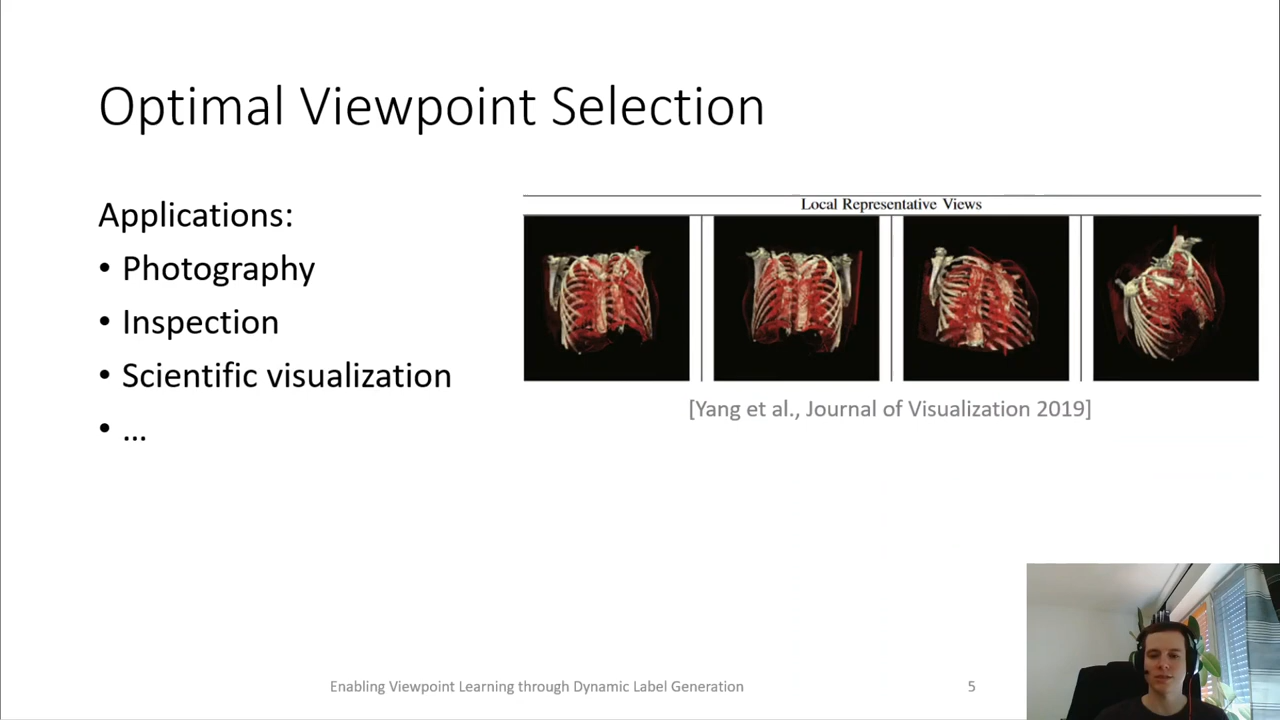 Optimal Viewpoint Selection
Applications:
• Photography
• Inspection
• Scientific visualization
• ...
Local Representative Views
[Yang et al., Journal of Visualization 2019]
Enabling Viewpoint Learning through Dynamic Label Generation
5